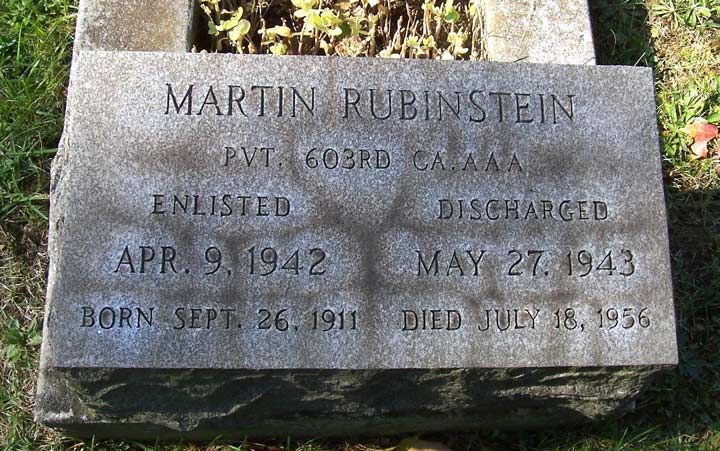 MARTIN RUBINSTEIN
PVT. 603RD CA. AAA
ENLISTED DISCHARGED
APR. 9, 1942 MAY 27. 1943
BORN SEPT. 26, 1911 DIED JULY 18, 1956